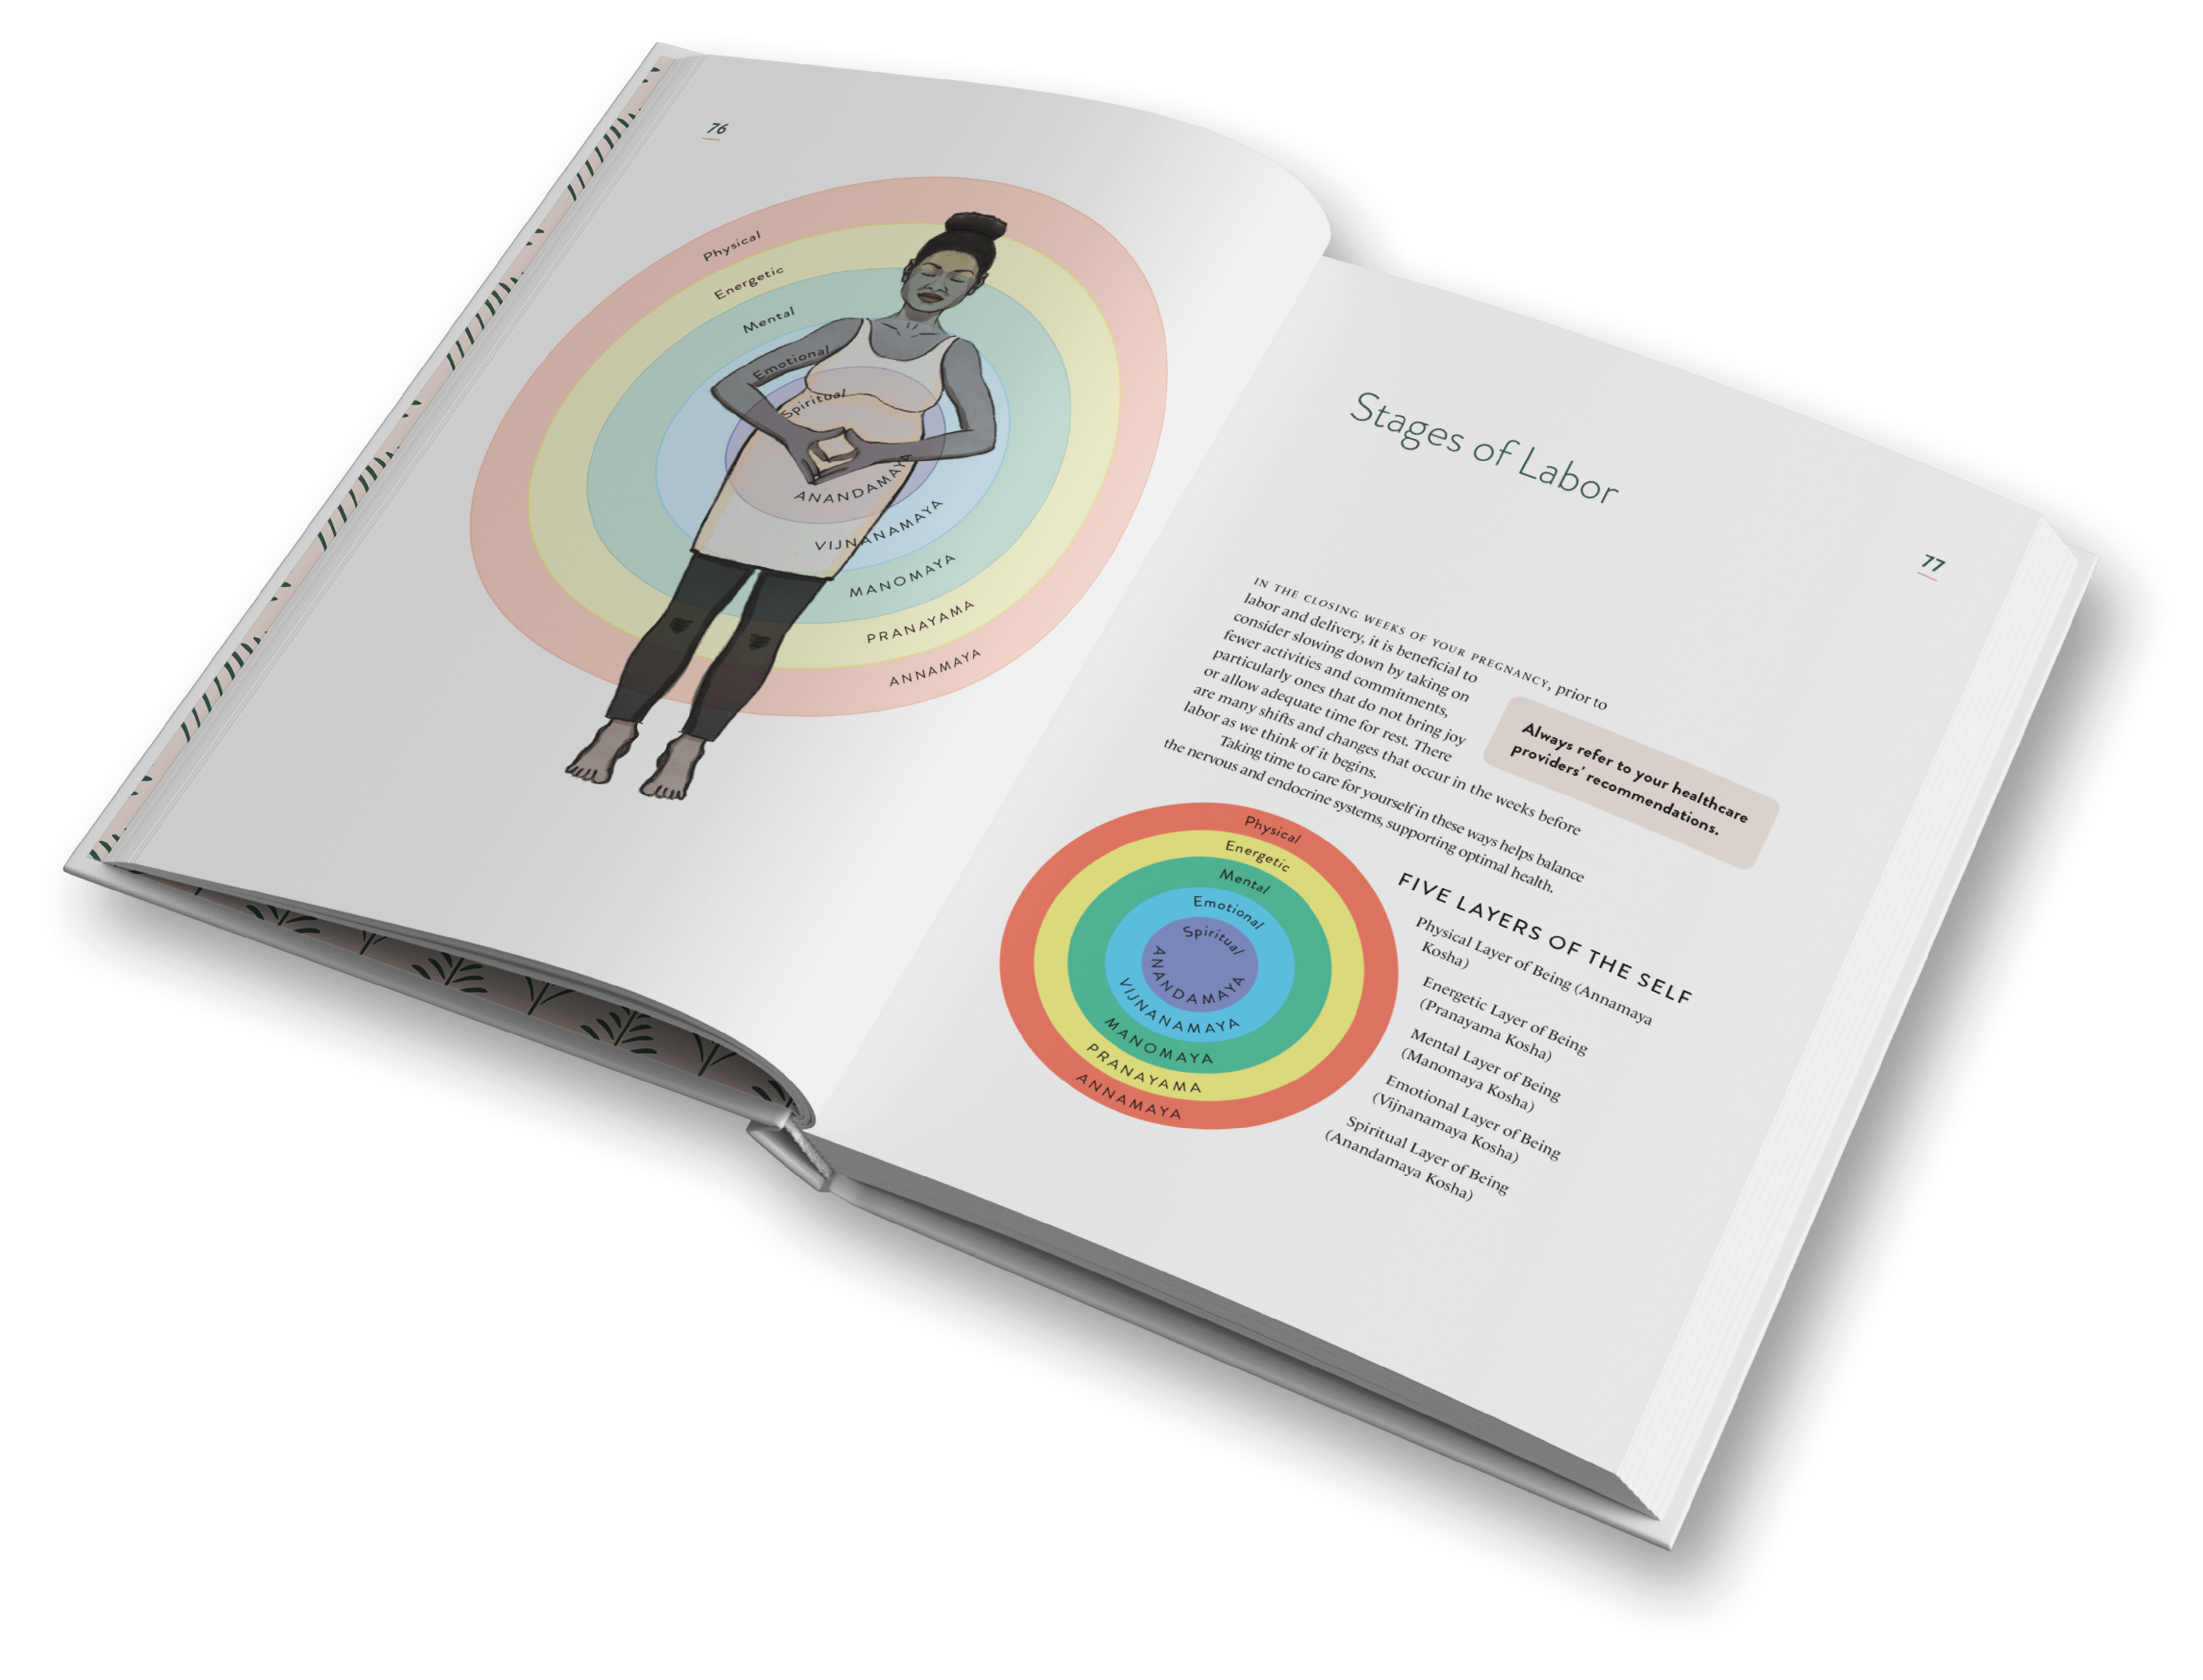 76
Physical
Energetic
Mental
Emotional
Spiritual
ANANDAMAYA
VIJNANAMAYA
MANOMAYA
PRANAYAMA
ANNAMAYA
Stages of Labor
77
IN THE CLOSING WEEKS OF YOUR PREGNANCY, prior to
labor and delivery, it is beneficial to
consider slowing down by taking on
fewer activities and commitments,
particularly ones that do not bring joy
or allow adequate time for rest. There
are many shifts and changes that occur in the weeks before
labor as we think of it begins.
Taking time to care for yourself in these ways helps balance
the nervous and endocrine systems, supporting optimal health.
Always refer to your healthcare
providers' recommendations.
Physical
Energetic
Mental
Emotional
Spiritual
ANANDAMAYA
VIJNANAMAYA
MANOMAYA
PRANAYAMA
ANNAMAYA
FIVE LAYERS OF THE SELF
Physical Layer of Being (Annamaya
Kosha)
Energetic Layer of Being
(Pranayama Kosha)
Mental Layer of Being
(Manomaya Kosha)
Emotional Layer of Being
(Vijnanamaya Kosha)
Spiritual Layer of Being
(Anandamaya Kosha)